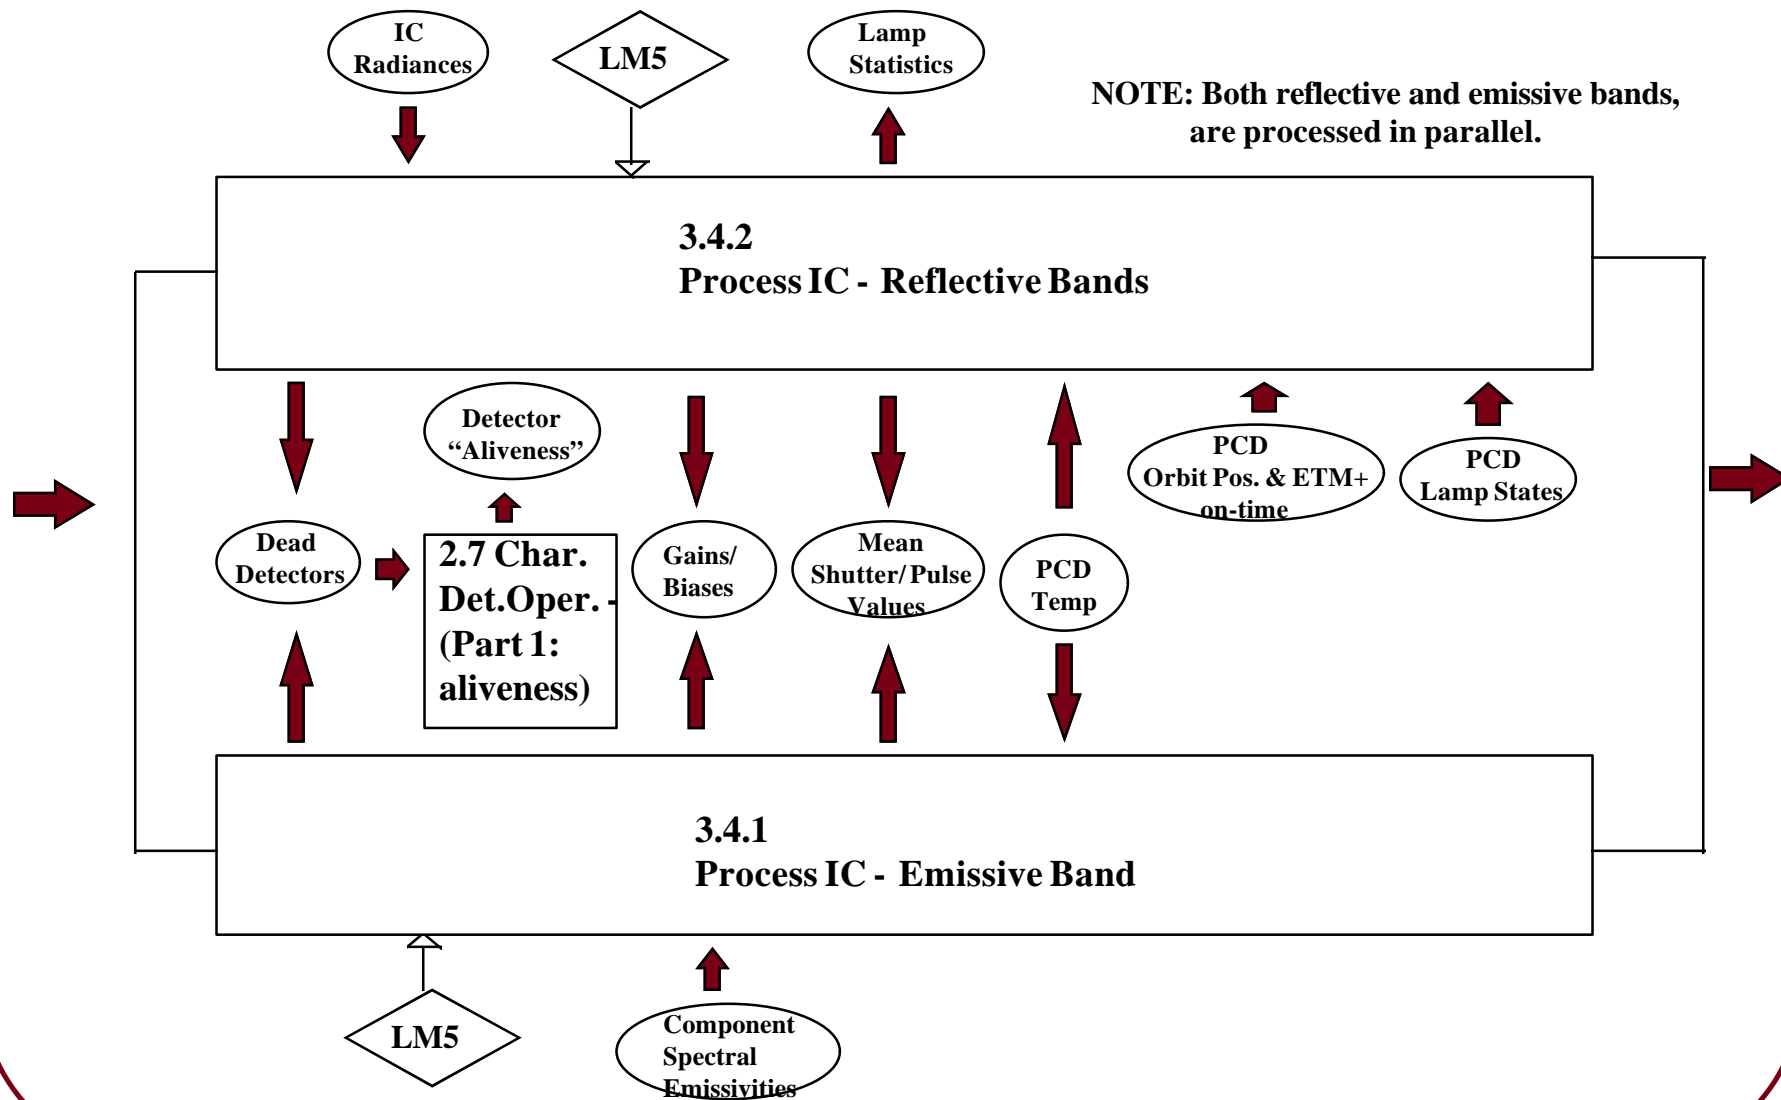 IC
Radiances
LM5
Lamp
Statistics
NOTE: Both reflective and emissive bands,
are processed in parallel.
3.4.2
Process IC - Reflective Bands
Detector
“Aliveness”
PCD
Orbit Pos. & ETM+
on-time
PCD
Lamp States
Dead
Detectors
2.7 Char.
Det.Oper. -
(Part 1:
aliveness)
Gains/
Biases
Mean
Shutter/ Pulse
Values
PCD
Temp
3.4.1
Process IC - Emissive Band
LM5
Component
Spectral
Emissivities